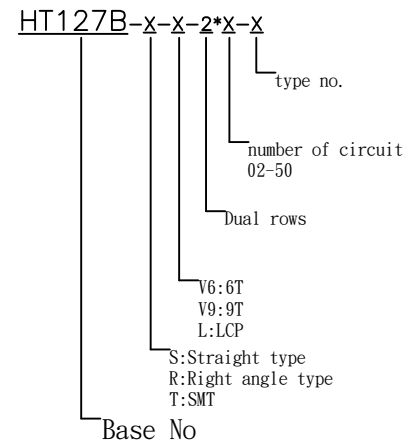 HT127B-X-X-2*X-X
type no.
number of circuit
02-50
Dual rows
V6:6T
V9:9T
L:LCP
S:Straight type
R:Right angle type
T:SMT
Base No